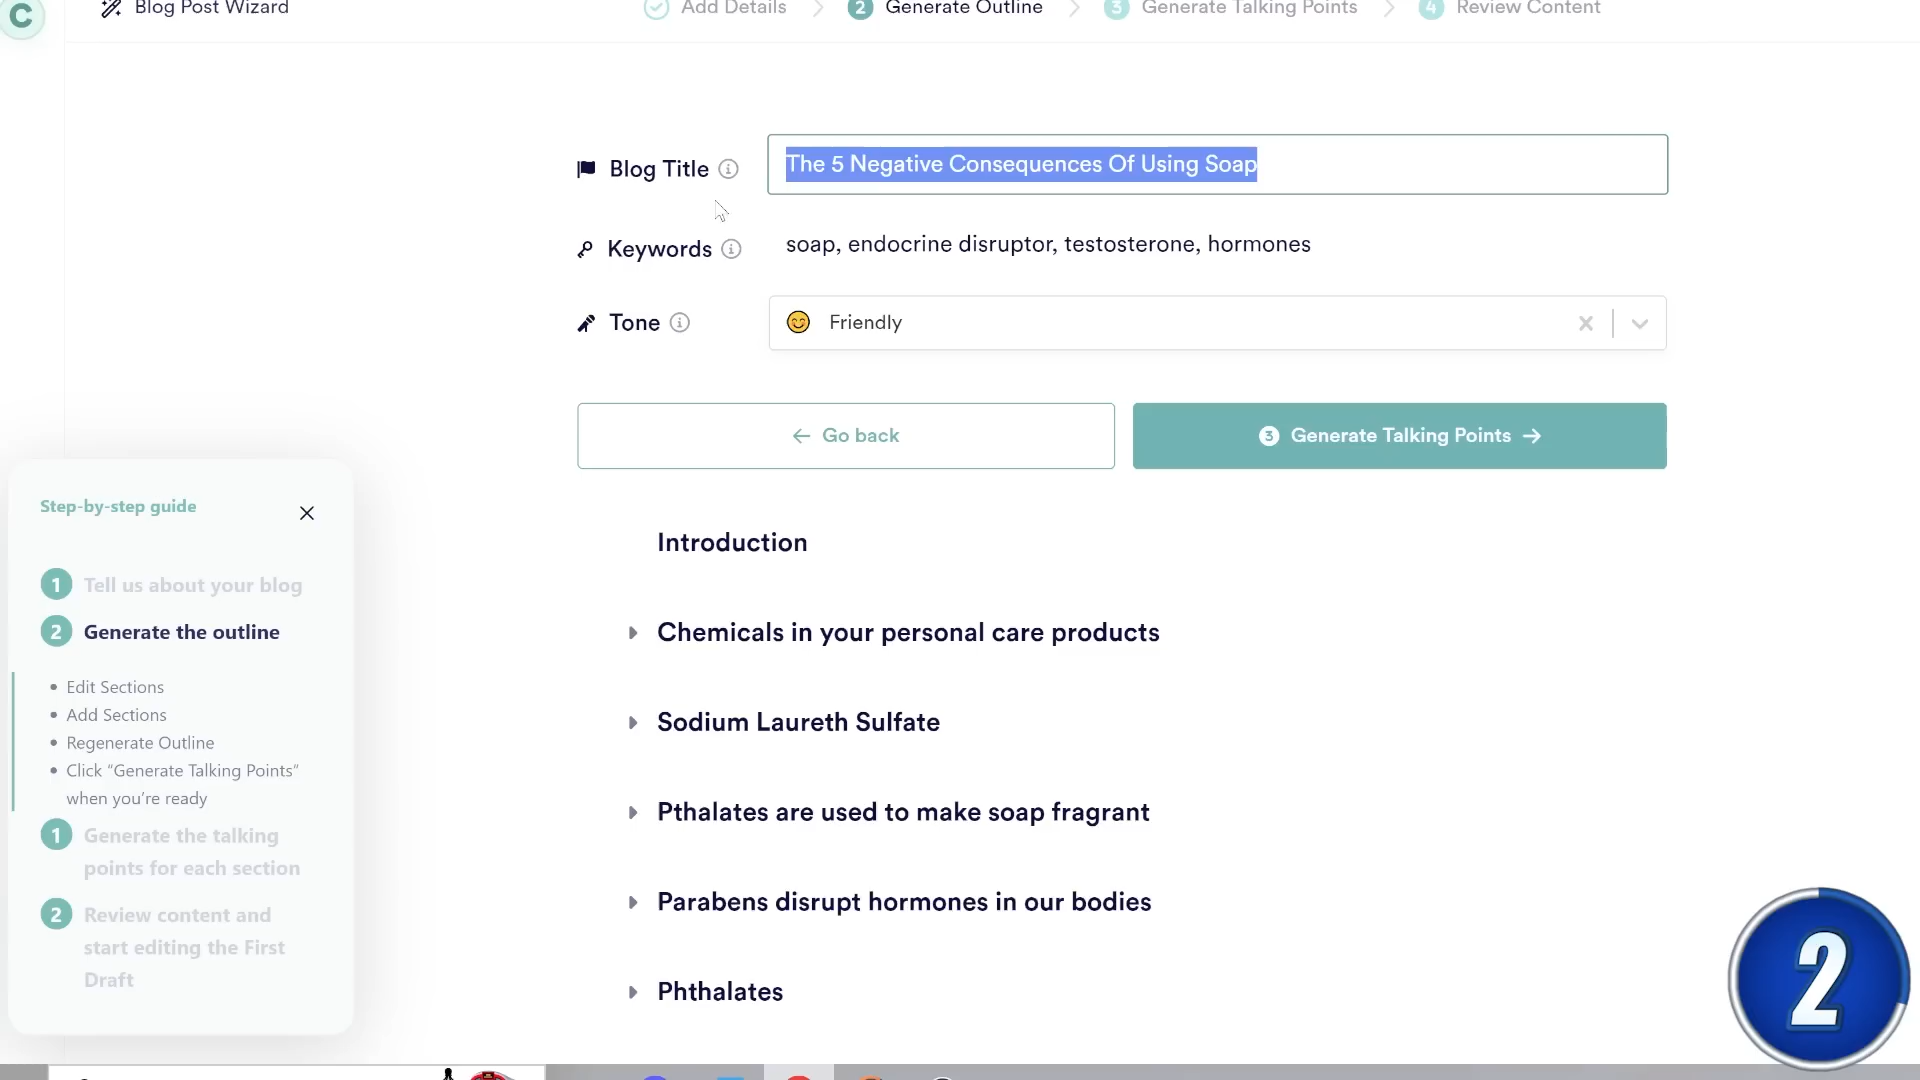 C
Blog Post Wizard
Add Details
2 Generate Outline
3 Generate Talking Points
4 Review Content
Blog Title
The 5 Negative Consequences Of Using Soap
Keywords
soap, endocrine disruptor, testosterone, hormones
Tone
Friendly
← Go back
3 Generate Talking Points →
Introduction
Chemicals in your personal care products
Sodium Laureth Sulfate
Pthalates are used to make soap fragrant
Parabens disrupt hormones in our bodies
Phthalates
Step-by-step guide
1 Tell us about your blog
2 Generate the outline
• Edit Sections
• Add Sections
• Regenerate Outline
• Click “Generate Talking Points”
when you’re ready
1 Generate the talking
points for each section
2 Review content and
start editing the First
Draft
2